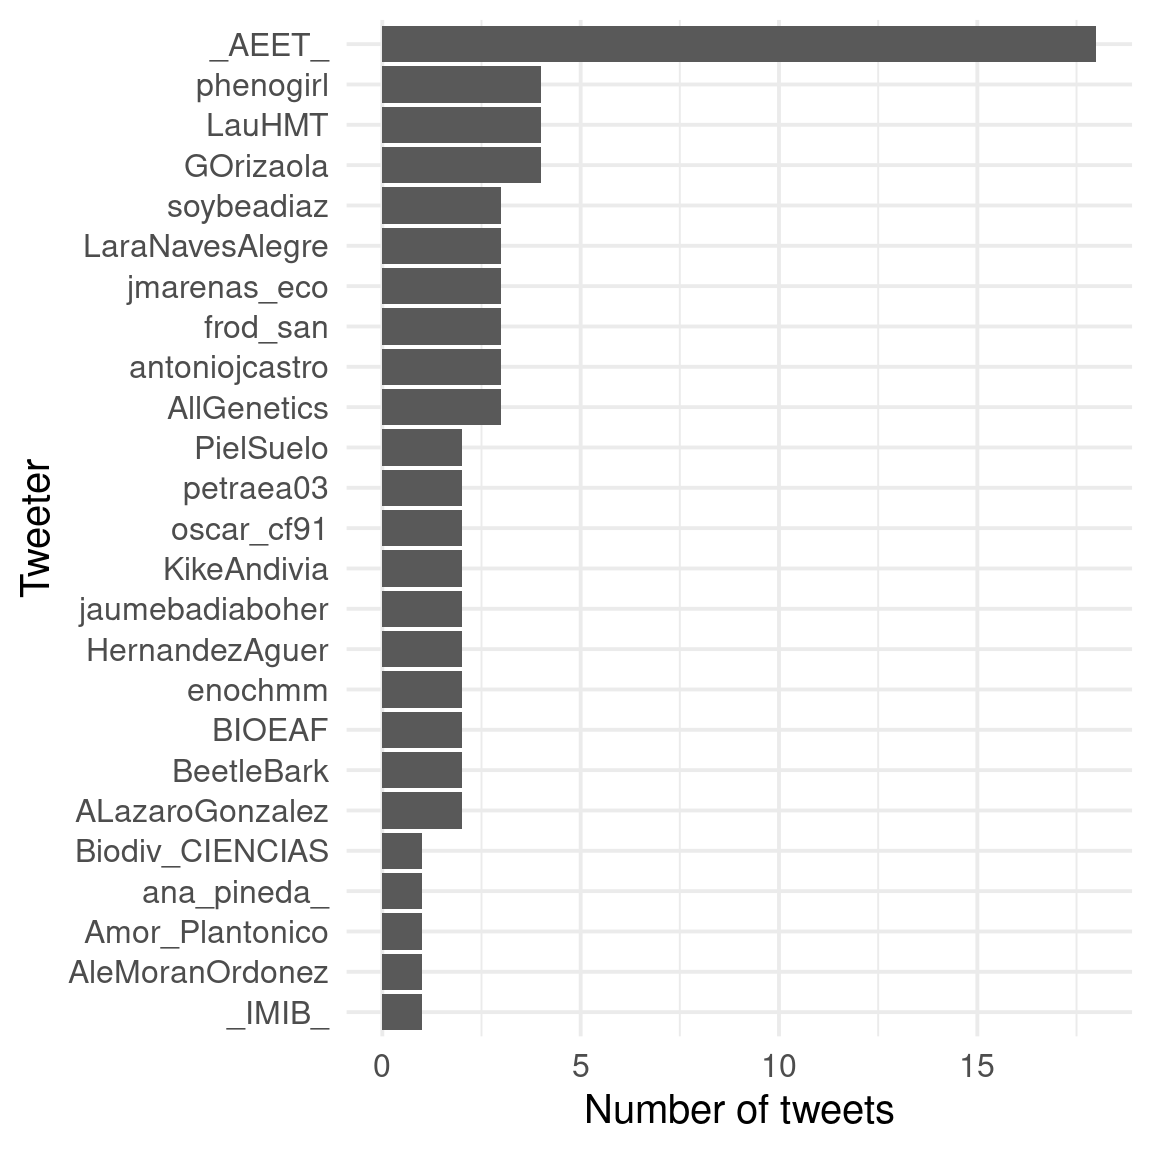 _AEET_
phenogirl
LauHMT
GOrizaola
soybeadiaz
LaraNavesAlegre
jmarenas_eco
frod_san
antoniojcastro
AllGenetics
PielSuelo
petraea03
oscar_cf91
KikeAndivia
jaumebadiaboher
HernandezAguer
enochmm
BIOEAF
BeetleBark
ALazaroGonzalez
Biodiv_CIENCIAS
ana_pineda_
Amor_Plantonico
AleMoranOrdonez
_IMIB_
Tweeter
0 5 10 15
Number of tweets